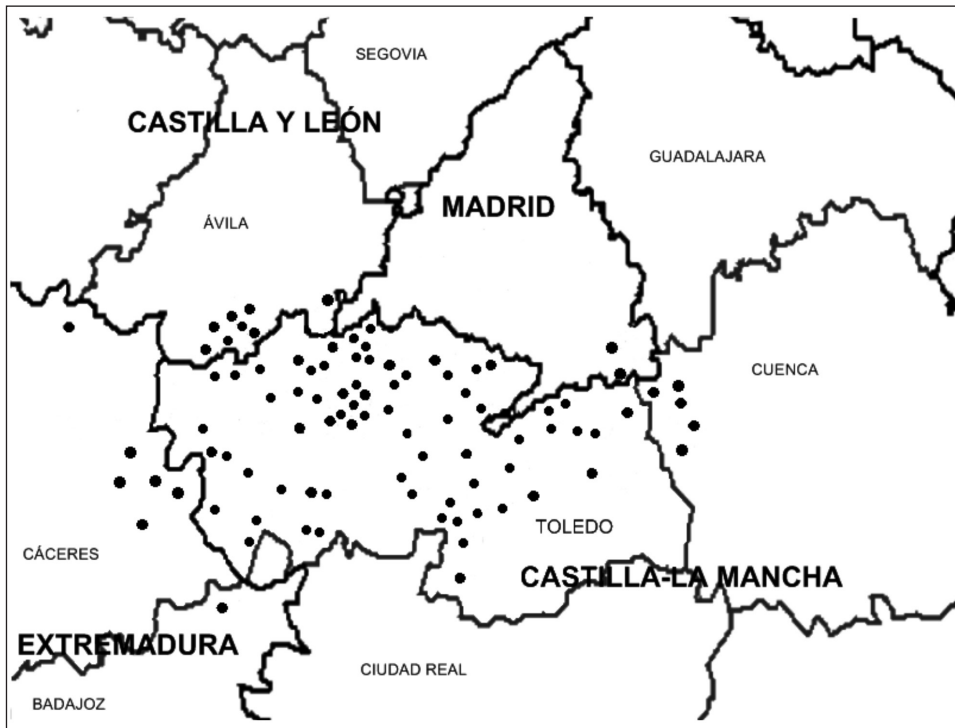 SEGOVIA
CASTILLA Y LEÓN
GUADALAJARA
MADRID
ÁVILA
CUENCA
TOLEDO
CÁCERES
CASTILLA-LA MANCHA
EXTREMADURA
CIUDAD REAL
BADAJOZ